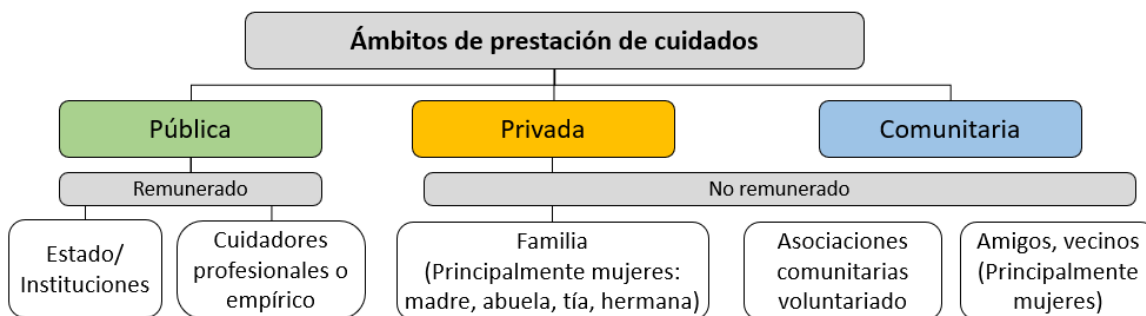 Ámbitos de prestación de cuidados
Pública
Privada
Comunitaria
Remunerado
No remunerado
Estado/
Instituciones
Cuidadores
profesionales o
empírico
Familia
(Principalmente mujeres:
madre, abuela, tía, hermana)
Asociaciones
comunitarias
voluntariado
Amigos, vecinos
(Principalmente
mujeres)